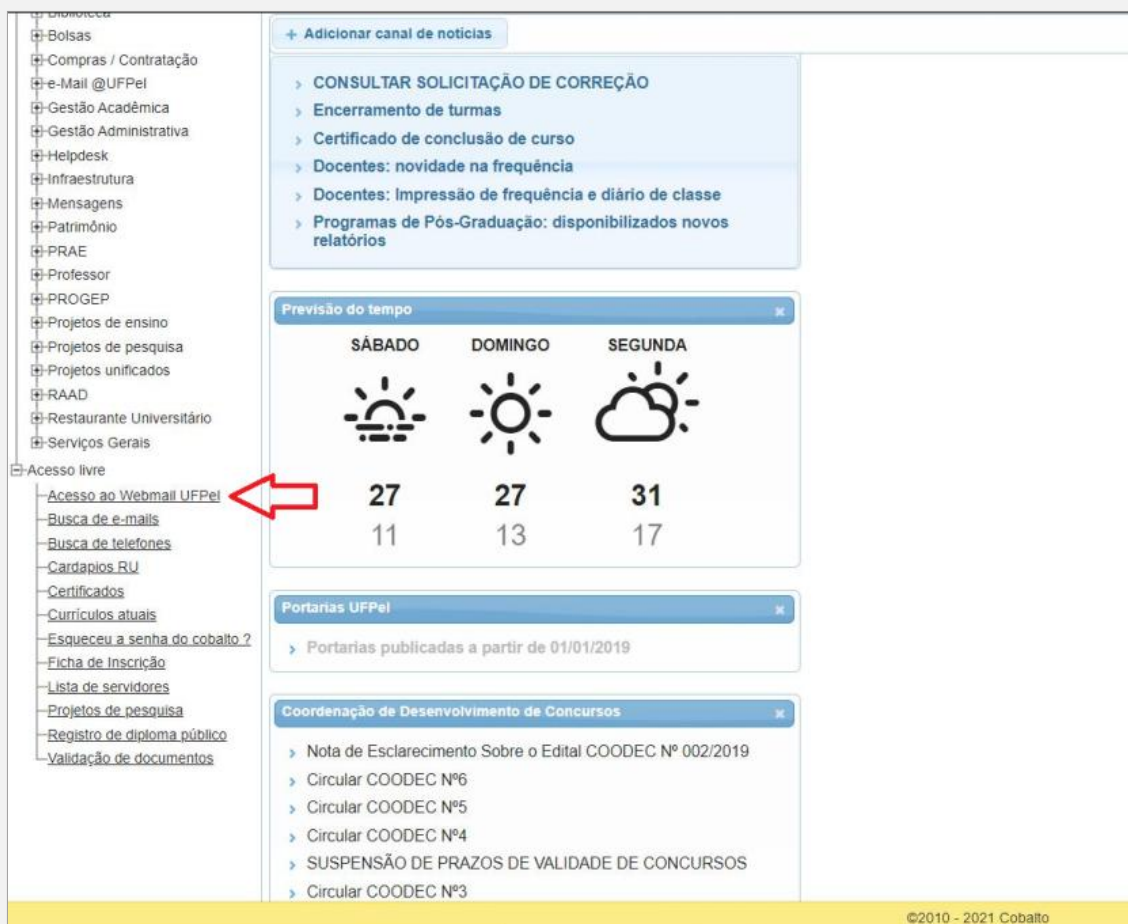 Biblioteca
Bolsas
Compras / Contratação
e-Mail @UFPel
Gestão Acadêmica
Gestão Administrativa
Helpdesk
Infraestrutura
Mensagens
Patrimônio
PRAE
Professor
PROGEP
Projetos de ensino
Projetos de pesquisa
Projetos unificados
RAAD
Restaurante Universitário
Serviços Gerais
Acesso livre
Acesso ao Webmail UFPel
Busca de e-mails
Busca de telefones
Cardapios RU
Certificados
Currículos atuais
Esqueceu a senha do cobalto ?
Ficha de Inscrição
Lista de servidores
Projetos de pesquisa
Registro de diploma público
Validação de documentos
+ Adicionar canal de notícias
CONSULTAR SOLICITAÇÃO DE CORREÇÃO
Encerramento de turmas
Certificado de conclusão de curso
Docentes: novidade na frequência
Docentes: Impressão de frequência e diário de classe
Programas de Pós-Graduação: disponibilizados novos
relatórios
Previsão do tempo
SÁBADO DOMINGO SEGUNDA
27 27 31
11 13 17
Portarias UFPel
Portarias publicadas a partir de 01/01/2019
Coordenação de Desenvolvimento de Concursos
Nota de Esclarecimento Sobre o Edital COODEC Nº 002/2019
Circular COODEC Nº6
Circular COODEC Nº5
Circular COODEC Nº4
SUSPENSÃO DE PRAZOS DE VALIDADE DE CONCURSOS
Circular COODEC Nº3
©2010 - 2021 Cobalto